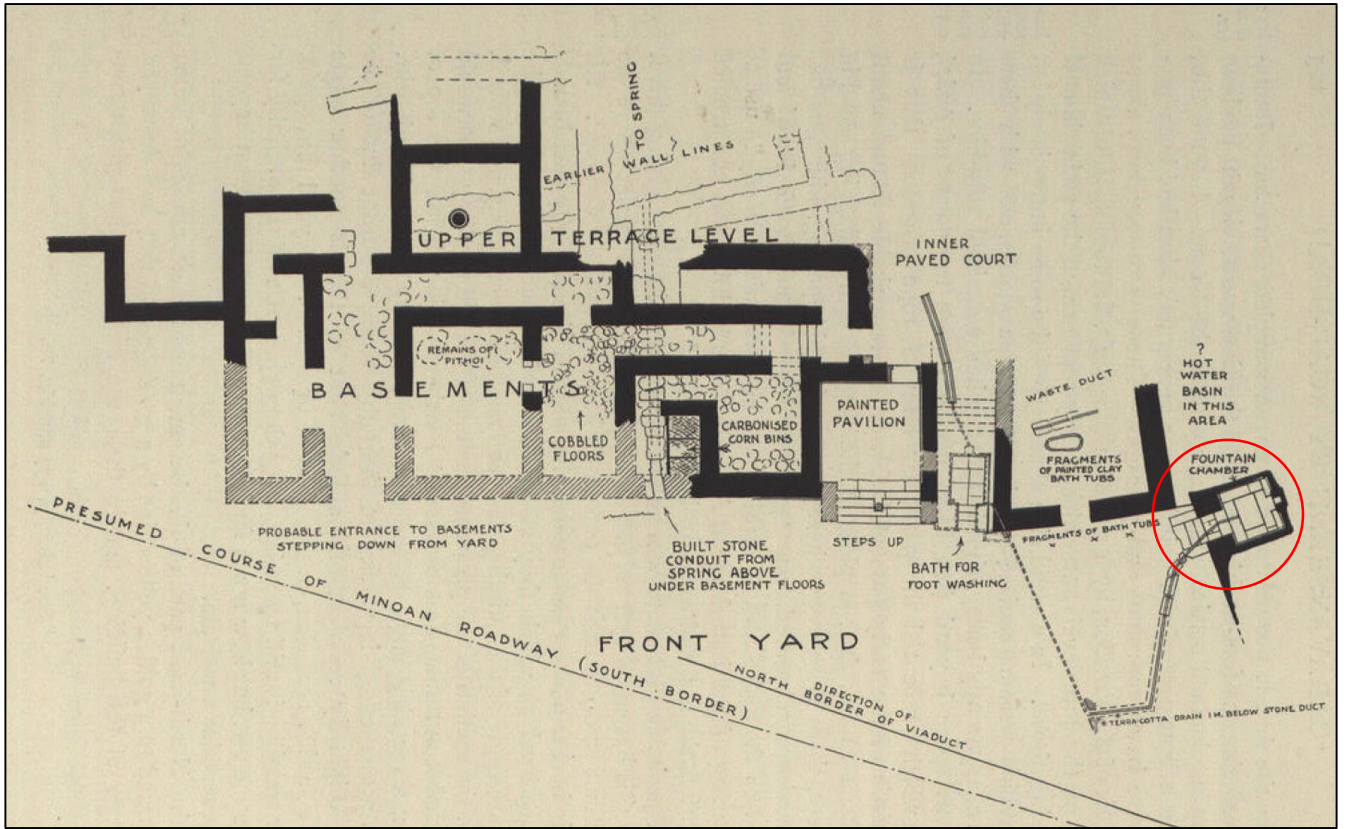 TO SPRING
EARLIER WALL LINES
UPPER TERRACE LEVEL
INNER
PAVED COURT
REMAINS OF
PITHOI
BASEMENTS
COBBLED
FLOORS
CARBONISED
CORN BINS
PAINTED
PAVILION
WASTE DUCT
FRAGMENTS
OF PAINTED CLAY
BATH TUBS
?
HOT
WATER
BASIN
IN THIS
AREA
FOUNTAIN
CHAMBER
FRAGMENTS OF BATH TUBS
x x x
PROBABLE ENTRANCE TO BASEMENTS
STEPPING DOWN FROM YARD
BUILT STONE
CONDUIT FROM
SPRING ABOVE
UNDER BASEMENT FLOORS
STEPS UP
BATH FOR
FOOT WASHING
PRESUMED COURSE OF MINOAN ROADWAY (SOUTH BORDER)
FRONT YARD
DIRECTION OF
NORTH BORDER OF VIADUCT
TERRA-COTTA DRAIN 1 M. BELOW STONE DUCT